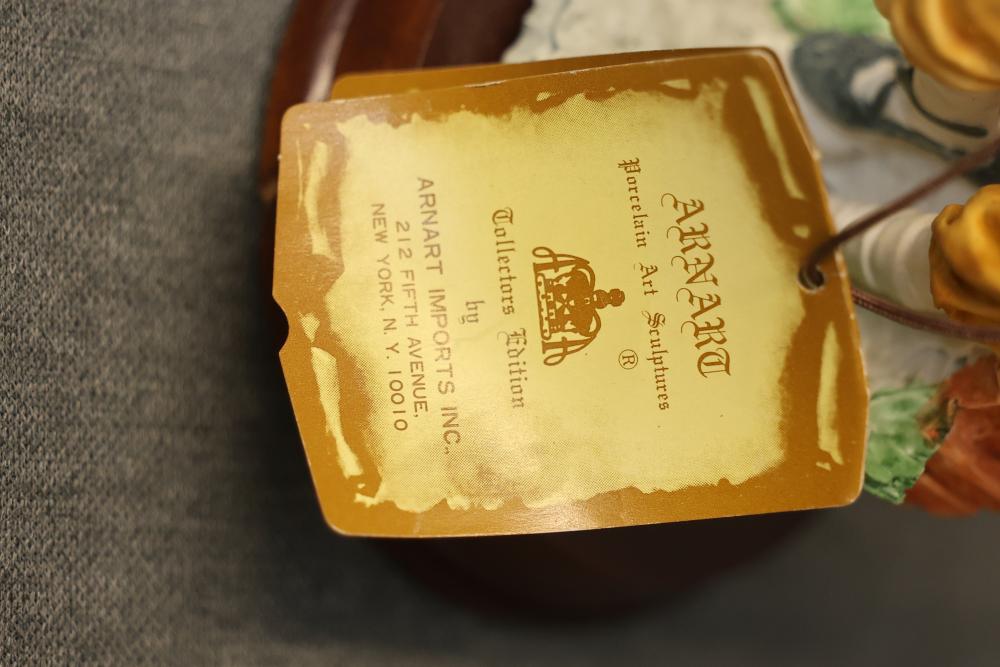 ARNART
Porcelain Art Sculptures
®
Collectors Edition
by
ARNART IMPORTS INC.,
212 FIFTH AVENUE,
NEW YORK, N. Y. 10010